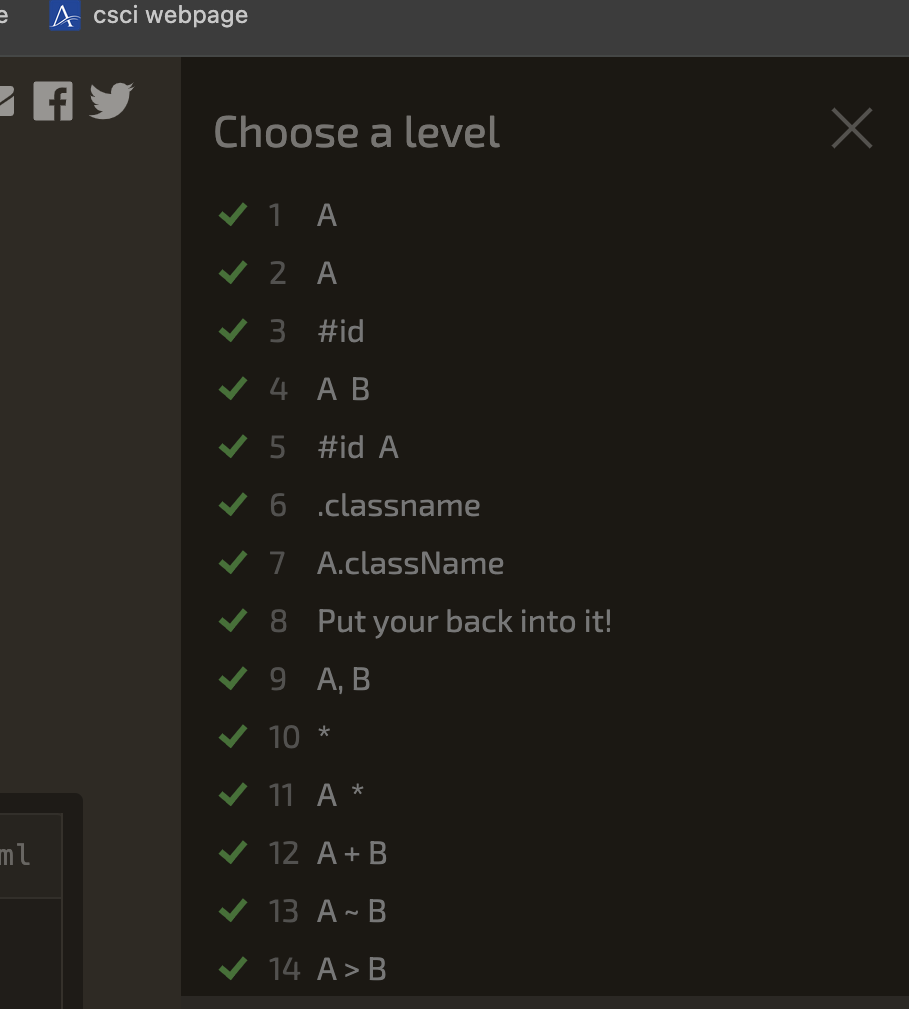 e csci webpage
Choose a level
1 A
2 A
3 #id
4 A B
5 #id A
6 .classname
7 A.className
8 Put your back into it!
9 A, B
10 *
11 A *
12 A + B
13 A ~ B
14 A > B
ml